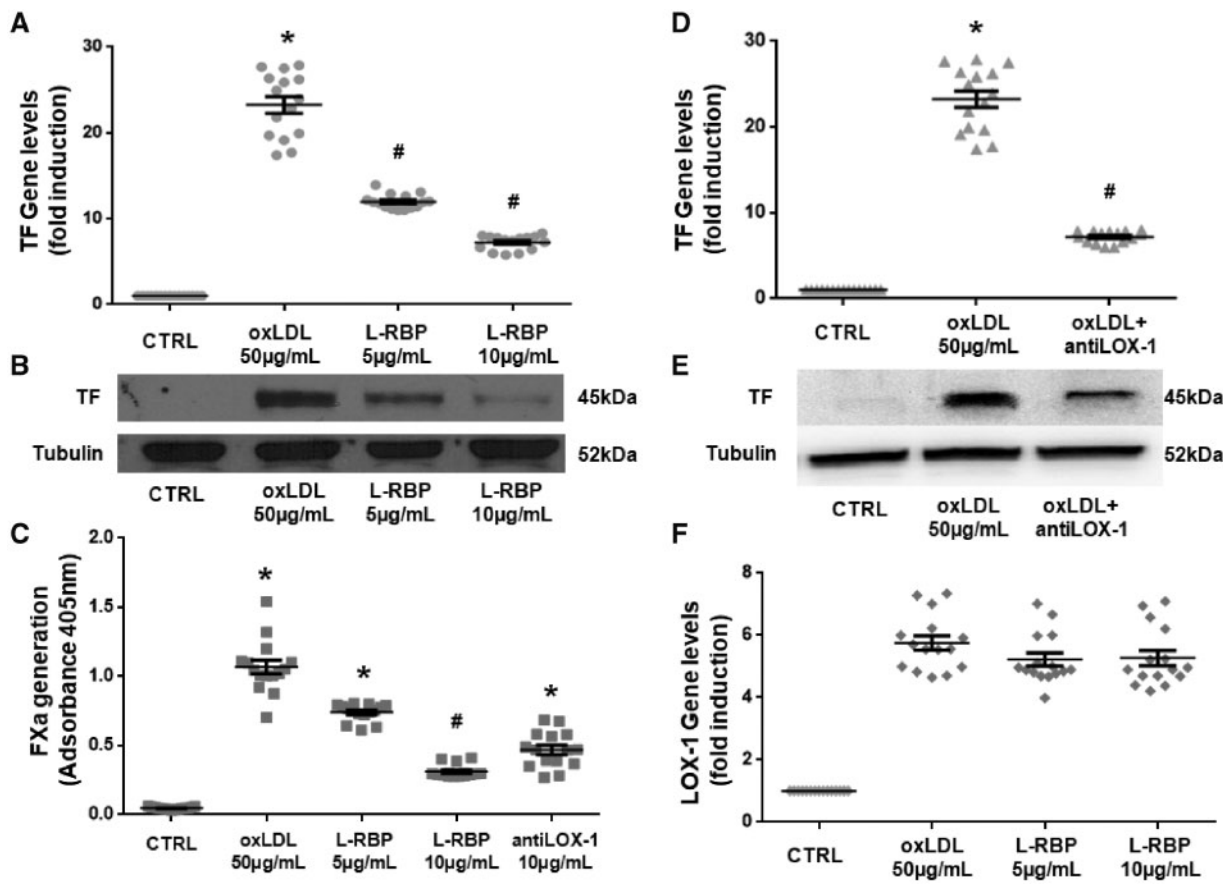 A
TF Gene levels
(fold induction)
30
20
10
0
*
#
#
CTRL
oxLDL
50µg/mL
L-RBP
5µg/mL
L-RBP
10µg/mL
B
TF
45kDa
Tubulin
52kDa
CTRL
oxLDL
50µg/mL
L-RBP
5µg/mL
L-RBP
10µg/mL
C
FXa generation
(Adsorbance 405nm)
2.0
1.5
1.0
0.5
0.0
*
*
#
*
CTRL
oxLDL
50µg/mL
L-RBP
5µg/mL
L-RBP
10µg/mL
antiLOX-1
10µg/mL
D
TF Gene levels
(fold induction)
30
20
10
0
*
#
CTRL
oxLDL
50µg/mL
oxLDL+
antiLOX-1
E
TF
45kDa
Tubulin
52kDa
CTRL
oxLDL
50µg/mL
oxLDL+
antiLOX-1
F
LOX-1 Gene levels
(fold induction)
8
6
4
2
0
CTRL
oxLDL
50µg/mL
L-RBP
5µg/mL
L-RBP
10µg/mL